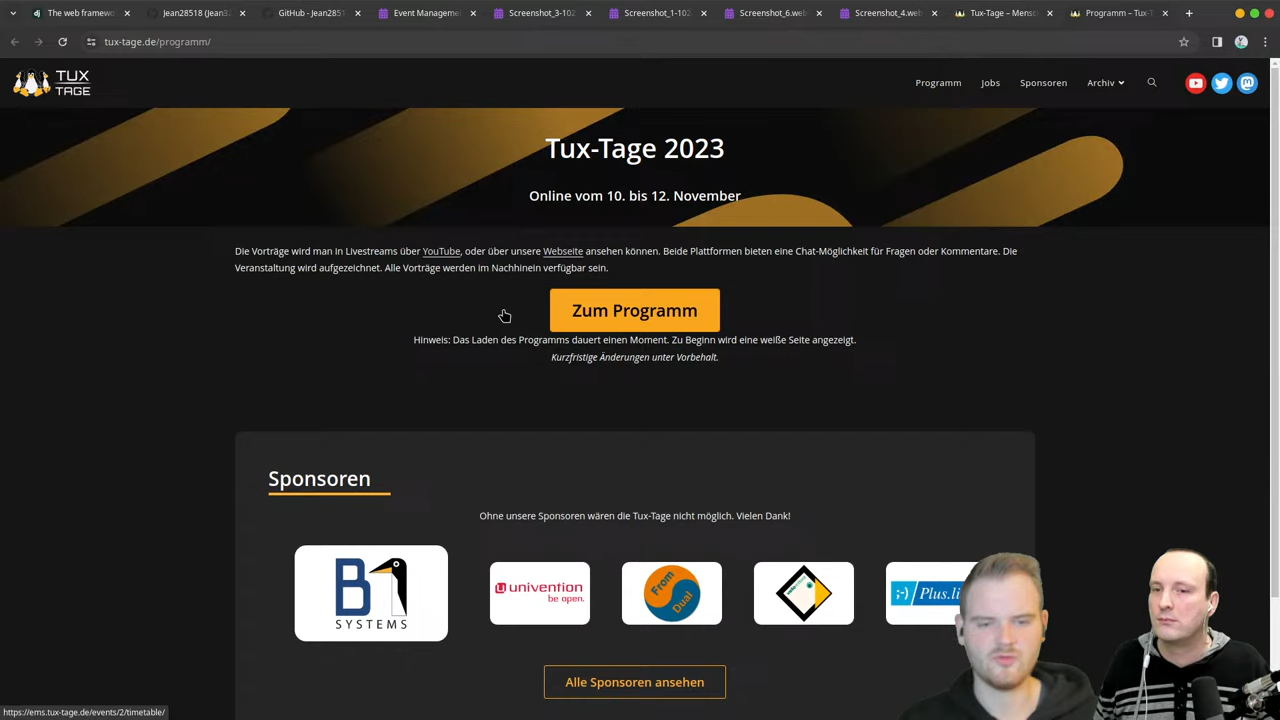 The web framewo
Jean28518 (Jean3
GitHub - Jean2851
Event Manageme
Screenshot_3-102
Screenshot_1-102
Screenshot_6.web
Screenshot_4.web
Tux-Tage – Mensc
Programm – Tux-T
tux-tage.de/programm/
TUX
TAGE
Programm
Jobs
Sponsoren
Archiv
Tux-Tage 2023
Online vom 10. bis 12. November
Die Vorträge wird man in Livestreams über YouTube, oder über unsere Webseite ansehen können. Beide Plattformen bieten eine Chat-Möglichkeit für Fragen oder Kommentare. Die
Veranstaltung wird aufgezeichnet. Alle Vorträge werden im Nachhinein verfügbar sein.
Zum Programm
Hinweis: Das Laden des Programms dauert einen Moment. Zu Beginn wird eine weiße Seite angezeigt.
Kurzfristige Änderungen unter Vorbehalt.
Sponsoren
Ohne unsere Sponsoren wären die Tux-Tage nicht möglich. Vielen Dank!
B1
SYSTEMS
univention
be open.
From
Dual
;-) Plus.li
Alle Sponsoren ansehen
https://ems.tux-tage.de/events/2/timetable/